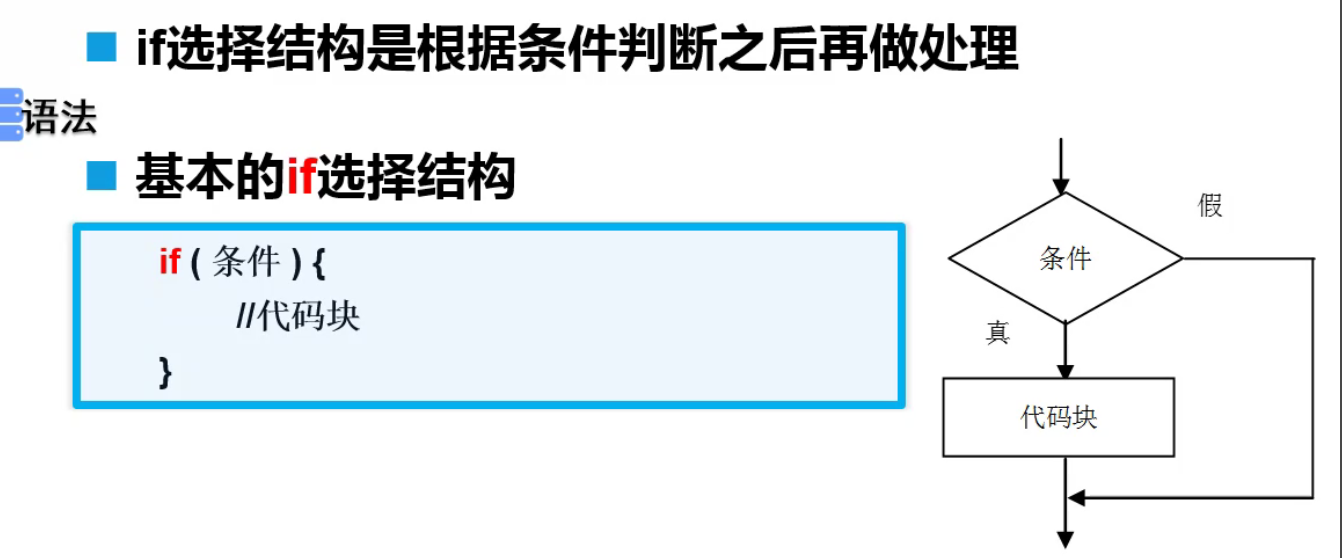 if选择结构是根据条件判断之后再做处理
语法
基本的if选择结构
if ( 条件 ) {
//代码块
}
假
条件
真
代码块